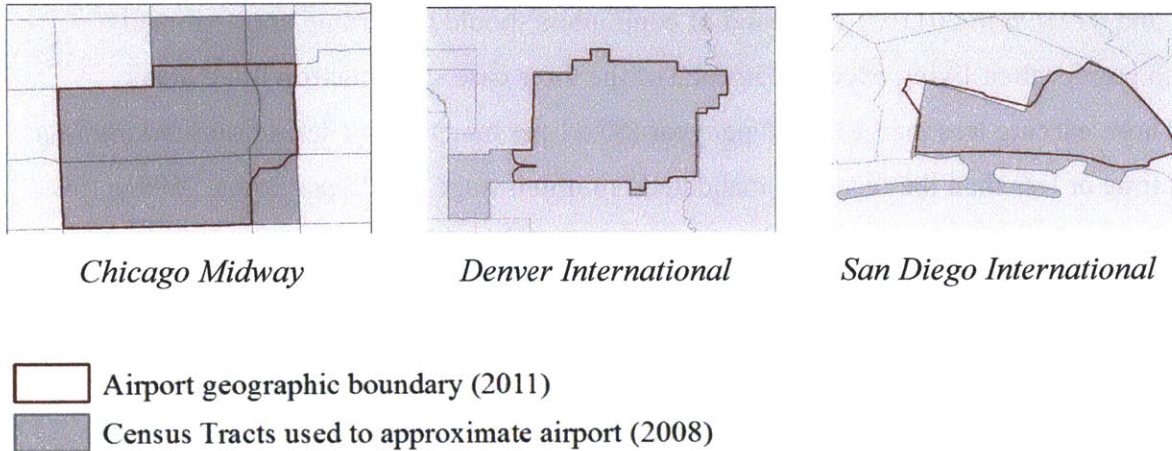 Chicago Midway
Denver International
San Diego International
Airport geographic boundary (2011)
Census Tracts used to approximate airport (2008)